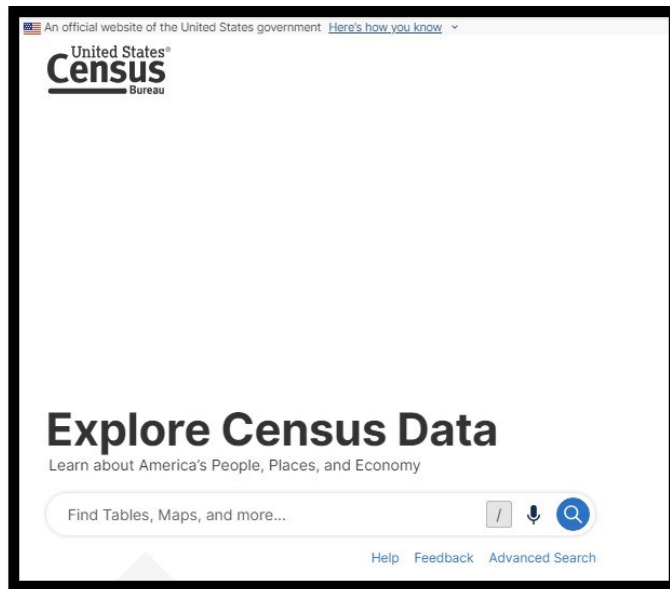 An official website of the United States government Here's how you know
United States®
Census
Bureau
Explore Census Data
Learn about America's People, Places, and Economy
Find Tables, Maps, and more... /
Help Feedback Advanced Search